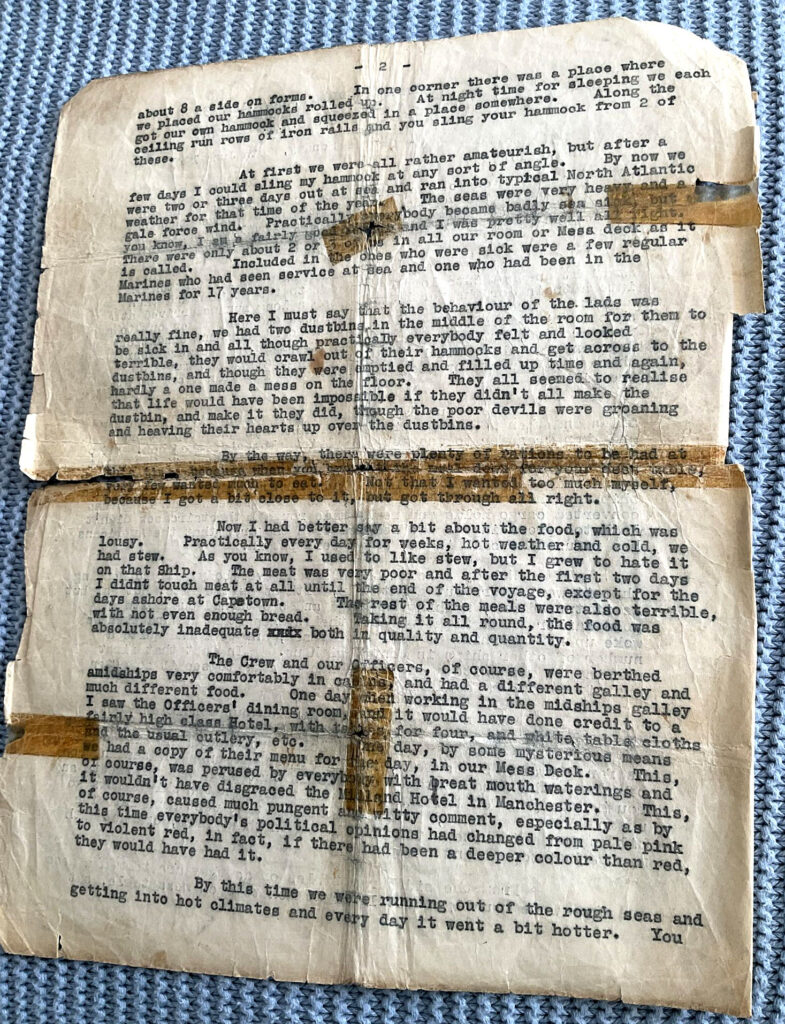 - 2 -
about 8 a side on forms. In one corner there was a place where
we placed our hammocks rolled up. At night time for sleeping we each
got our own hammock and squeezed in a place somewhere. Along the
ceiling run rows of iron rails and you sling your hammock from 2 of
these.
At first we were all rather amateurish, but after a
few days I could sling my hammock at any sort of angle. By now we
were two or three days out at sea and ran into typical North Atlantic
weather for that time of the year. The seas were very heavy and a
gale force wind. Practically everybody became badly sea sick, but
you know, I am a fairly and I was pretty well all right.
There were only about 2 or in all our room or Mess deck as it
is called. Included in the ones who were sick were a few regular
Marines who had seen service at sea and one who had been in the
Marines for 17 years.
Here I must say that the behaviour of the lads was
really fine, we had two dustbins in the middle of the room for them to
be sick in and all though practically everybody felt and looked
terrible, they would crawl out of their hammocks and get across to the
dustbins, and though they were emptied and filled up time and again,
hardly a one made a mess on the floor. They all seemed to realise
that life would have been impossible if they didn't all make the
dustbin, and make it they did, though the poor devils were groaning
and heaving their hearts up over the dustbins.
By the way, there were plenty of rations to be had at
this time because when you meal down for your mess table,
very few wanted much to eat. Not that I wanted too much myself,
because I got a bit close to it, but got through all right.
Now I had better say a bit about the food, which was
lousy. Practically every day for weeks, hot weather and cold, we
had stew. As you know, I used to like stew, but I grew to hate it
on that Ship. The meat was very poor and after the first two days
I didnt touch meat at all until the end of the voyage, except for the
days ashore at Capetown. The rest of the meals were also terrible,
with not even enough bread. Taking it all round, the food was
absolutely inadequate both in quality and quantity.
The Crew and our Officers, of course, were berthed
amidships very comfortably in cabins, and had a different galley and
much different food. One day when working in the midships galley
I saw the Officers' dining room, and it would have done credit to a
fairly high class Hotel, with tables for four, and white table cloths
and the usual cutlery, etc. One day, by some mysterious means
we had a copy of their menu for the day, in our Mess Deck. This,
of course, was perused by everybody with great mouth waterings and
it wouldn't have disgraced the Midland Hotel in Manchester. This,
of course, caused much pungent and witty comment, especially as by
this time everybody's political opinions had changed from pale pink
to violent red, in fact, if there had been a deeper colour than red,
they would have had it.
By this time we were running out of the rough seas and
getting into hot climates and every day it went a bit hotter. You